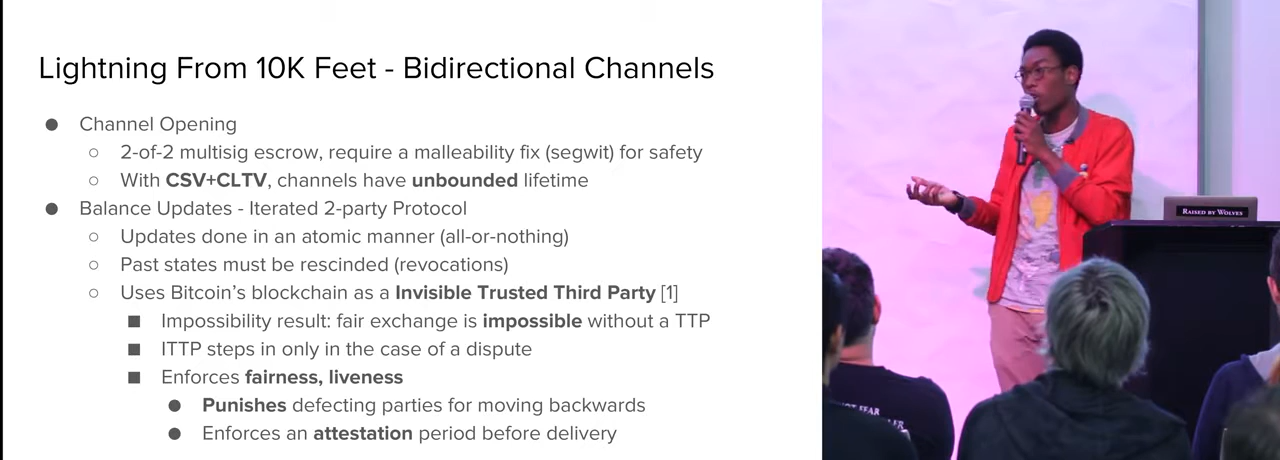 Lightning From 10K Feet - Bidirectional Channels
● Channel Opening
○ 2-of-2 multisig escrow, require a malleability fix (segwit) for safety
○ With CSV+CLTV, channels have unbounded lifetime
● Balance Updates - Iterated 2-party Protocol
○ Updates done in an atomic manner (all-or-nothing)
○ Past states must be rescinded (revocations)
○ Uses Bitcoin's blockchain as a Invisible Trusted Third Party [1]
■ Impossibility result: fair exchange is impossible without a TTP
■ ITTP steps in only in the case of a dispute
■ Enforces fairness, liveness
● Punishes defecting parties for moving backwards
● Enforces an attestation period before delivery
RAISED BY WOLVES
FEAR